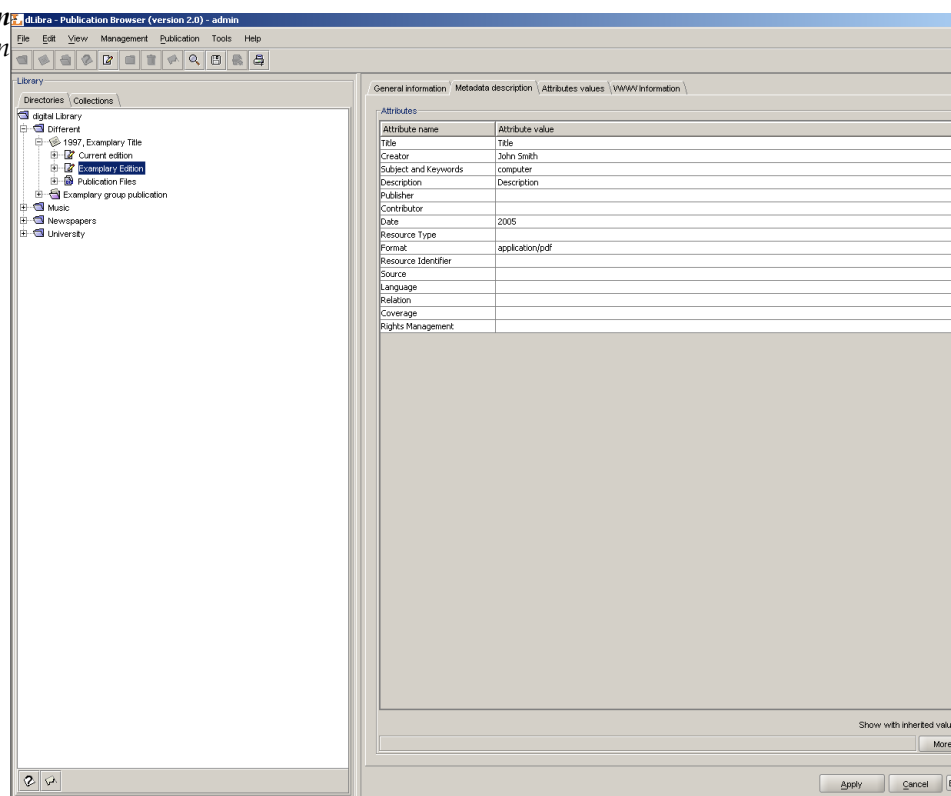 n
dLibra - Publication Browser (version 2.0) - admin
n
File Edit View Management Publication Tools Help
Library
Directories Collections
digital Library
Different
1997, Examplary Title
Current edition
Examplary Edition
Publication Files
Examplary group publication
Music
Newspapers
University
General information Metadata description Attributes values WWW Information
Attributes
Attribute name Attribute value
Title Title
Creator John Smith
Subject and Keywords computer
Description Description
Publisher
Contributor
Date 2005
Resource Type
Format application/pdf
Resource Identifier
Source
Language
Relation
Coverage
Rights Management
Show with inherited valu
More
Apply Cancel